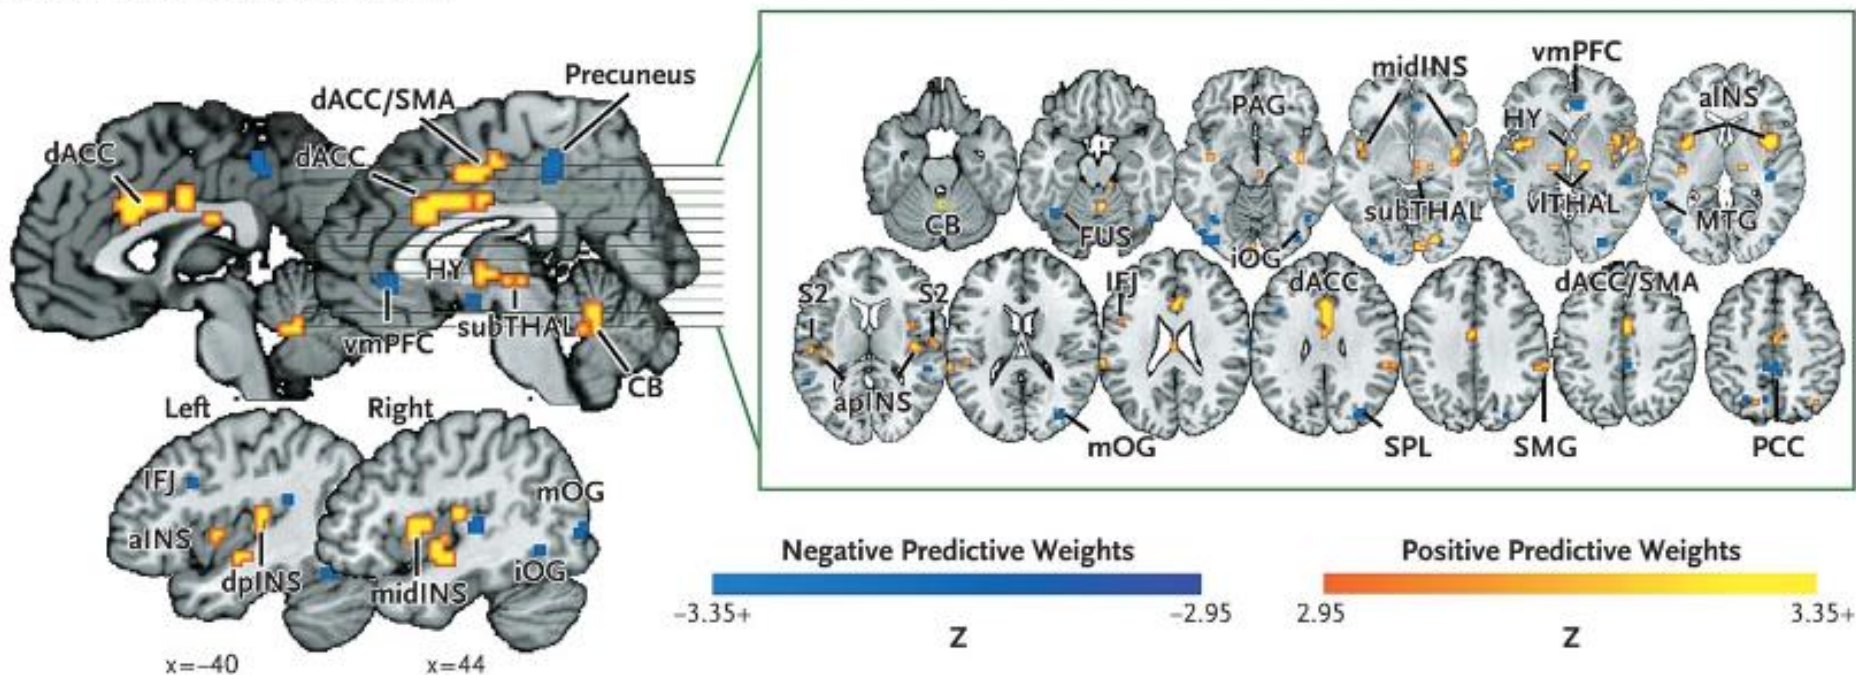 Precuneus
dACC/SMA
dACC
dACC
HY
subTHAL
vmPFC
CB
Left
Right
IFJ
aINS
dpINS
mOG
iOG
midINS
x=–40
x=44
midINS
vmPFC
PAG
HY
aINS
CB
FUS
iOG
subTHAL
vlTHAL
MTG
S2
S2
IFJ
dACC
dACC/SMA
apINS
mOG
SPL
SMG
PCC
Negative Predictive Weights
–3.35+
–2.95
Z
Positive Predictive Weights
2.95
3.35+
Z